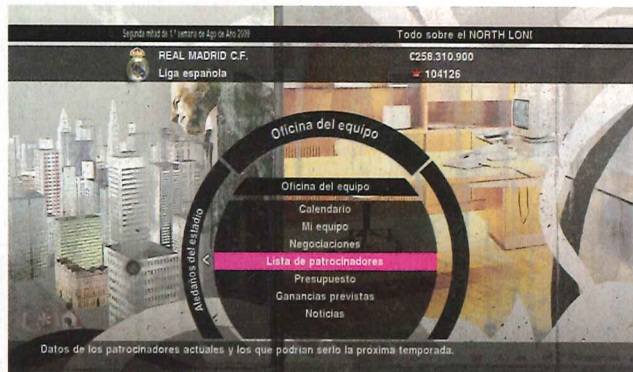 Segunda mitad de 1.ª semana de Ago de Año 2009
Todo sobre el NORTH LONI
REAL MADRID C.F.
€258.310.900
Liga española
104126
Oficina del equipo
Aledaños del estadio
Oficina del equipo
Calendario
Mi equipo
Negociaciones
<
Lista de patrocinadores
Presupuesto
Ganancias previstas
Noticias
Datos de los patrocinadores actuales y los que podrían serlo la próxima temporada.